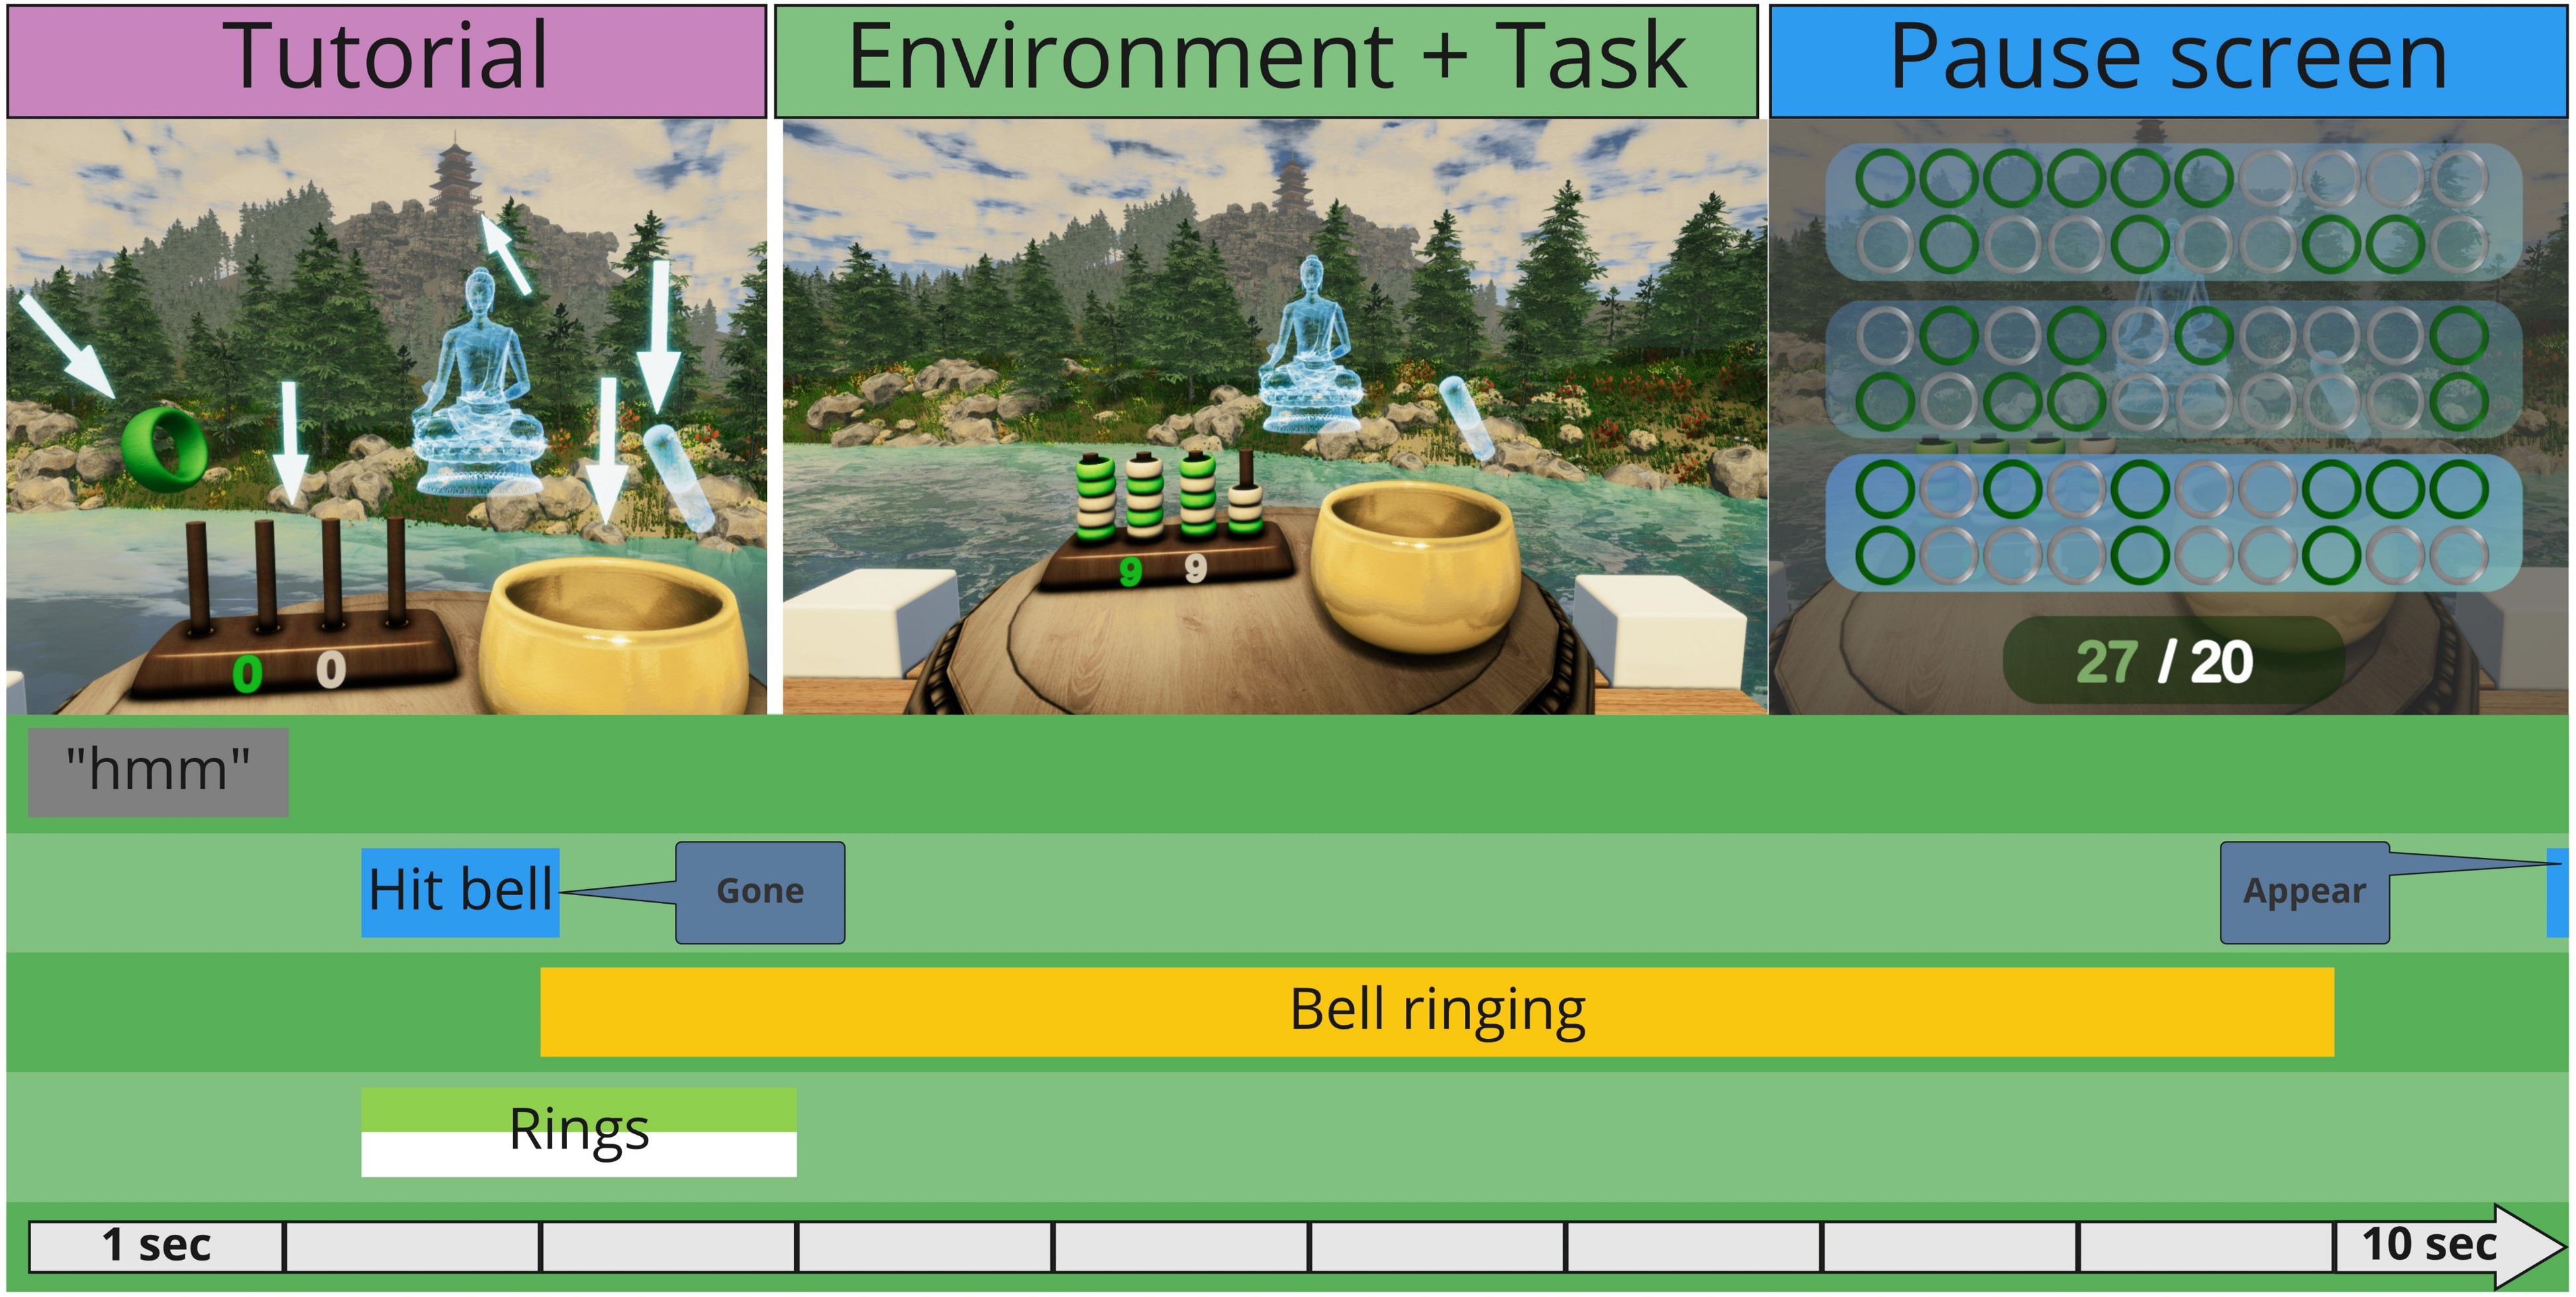 Tutorial
Environment + Task
Pause screen
0 0
9 9
27 / 20
"hmm"
Hit bell
Gone
Appear
Bell ringing
Rings
1 sec
10 sec